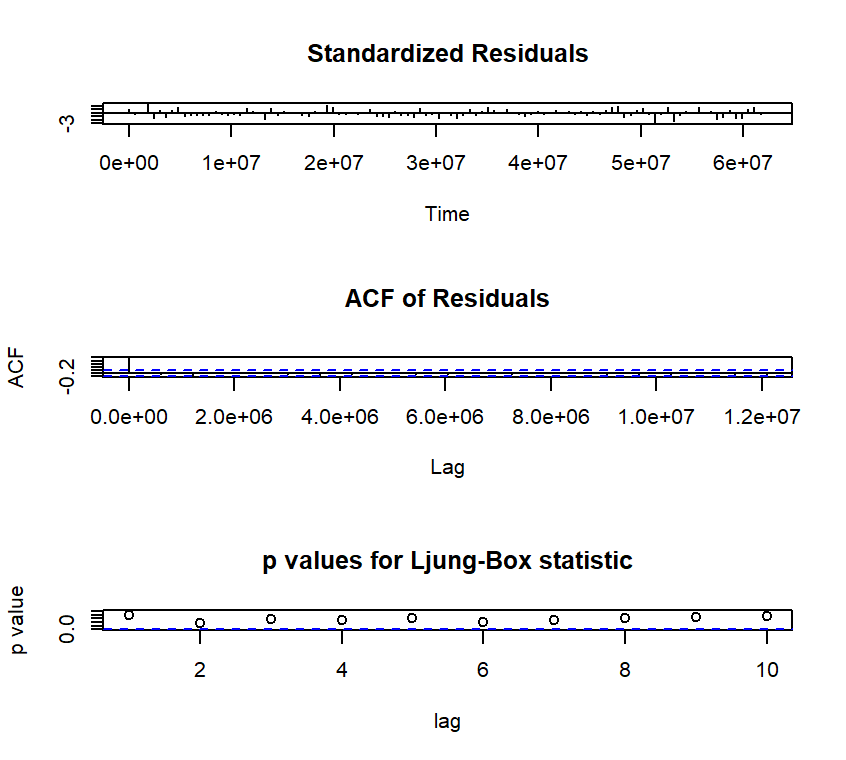 Standardized Residuals
-3
0e+00 1e+07 2e+07 3e+07 4e+07 5e+07 6e+07
Time
ACF of Residuals
ACF
-0.2
0.0e+00 2.0e+06 4.0e+06 6.0e+06 8.0e+06 1.0e+07 1.2e+07
Lag
p values for Ljung-Box statistic
p value
0.0
2 4 6 8 10
lag